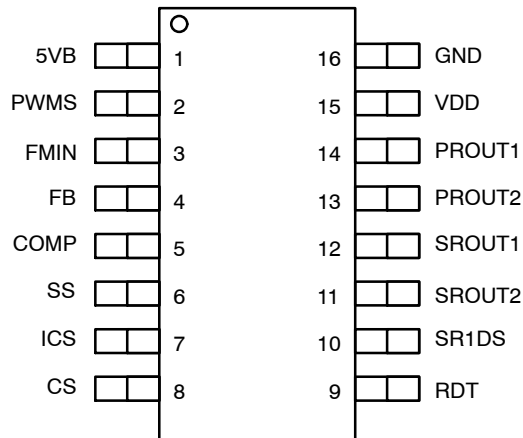 5VB 1 16 GND
PWMS 2 15 VDD
FMIN 3 14 PROUT1
FB 4 13 PROUT2
COMP 5 12 SROUT1
SS 6 11 SROUT2
ICS 7 10 SR1DS
CS 8 9 RDT